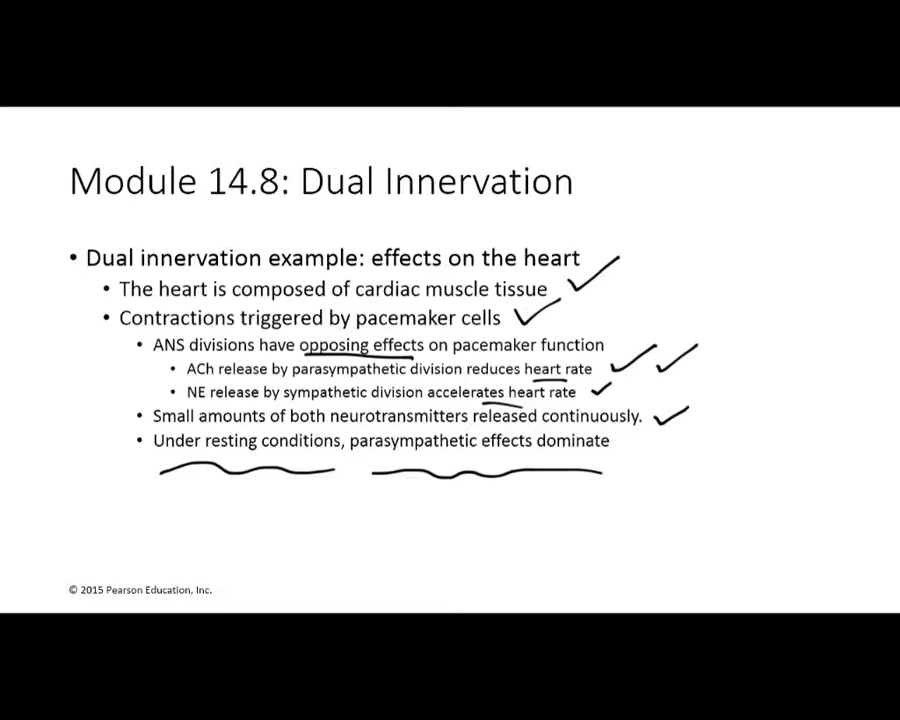 Module 14.8: Dual Innervation
• Dual innervation example: effects on the heart
• The heart is composed of cardiac muscle tissue
• Contractions triggered by pacemaker cells
• ANS divisions have opposing effects on pacemaker function
• ACh release by parasympathetic division reduces heart rate
• NE release by sympathetic division accelerates heart rate
• Small amounts of both neurotransmitters released continuously.
• Under resting conditions, parasympathetic effects dominate
© 2015 Pearson Education, Inc.